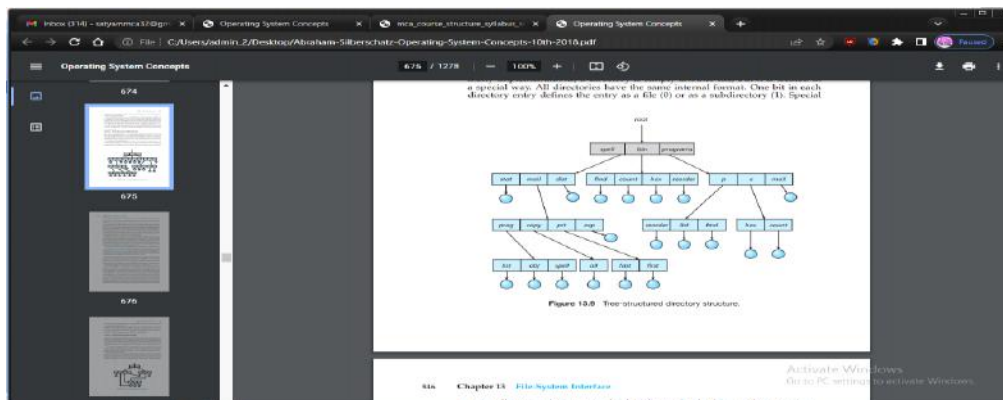 Inbox (314) - satyammca32@gm
Operating System Concepts
mca_course_structure_syllabus_
Operating System Concepts
File
C:/Users/admin_2/Desktop/Abraham-Silberschatz-Operating-System-Concepts-10th-2018.pdf
Paused
Operating System Concepts
675 / 1278
100%
674
675
676
a special way. All directories have the same internal format. One bit in each
directory entry defines the entry as a file (0) or as a subdirectory (1). Special
root
spell bin programs
stat mail dist
find count hex reorder
p e mail
prog copy prt exp
reorder list find
hex count
list obj spell
all
last first
Figure 13.9 Tree-structured directory structure.
Chapter 13 File-System Interface
Activate Windows
Go to PC settings to activate Windows.